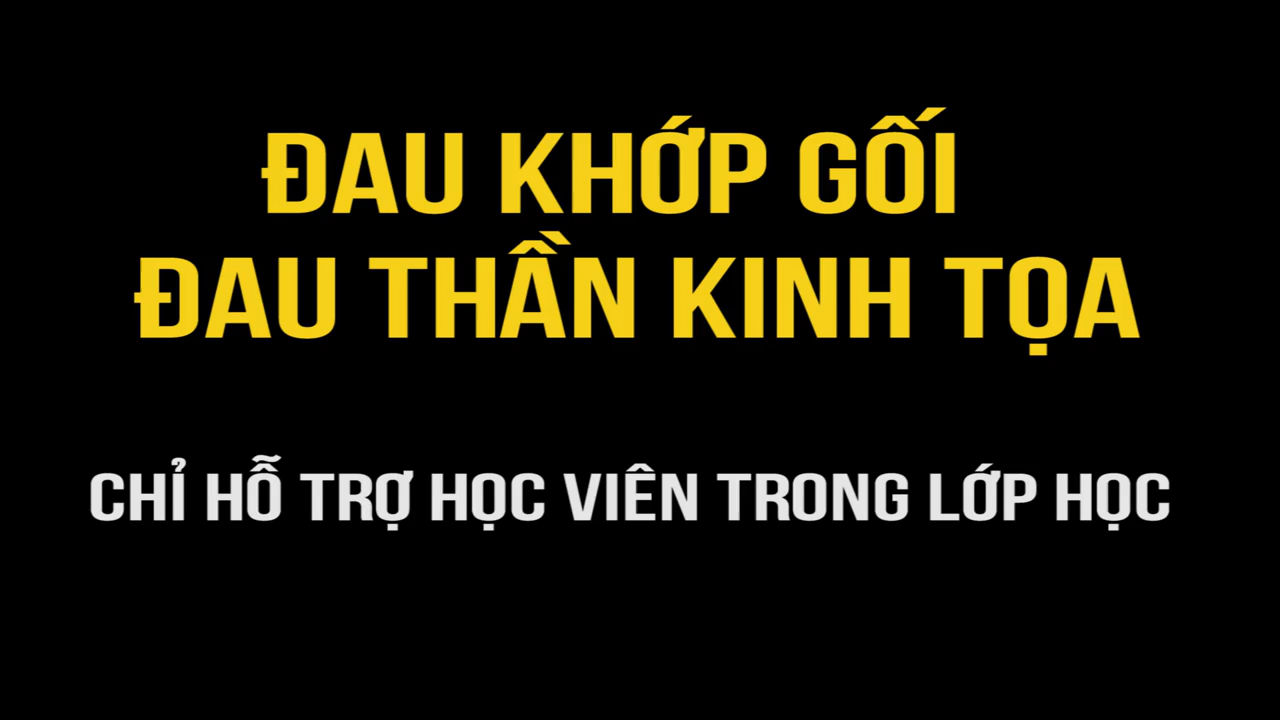 ĐAU KHỚP GỐI
ĐAU THẦN KINH TỌA
CHỈ HỖ TRỢ HỌC VIÊN TRONG LỚP HỌC